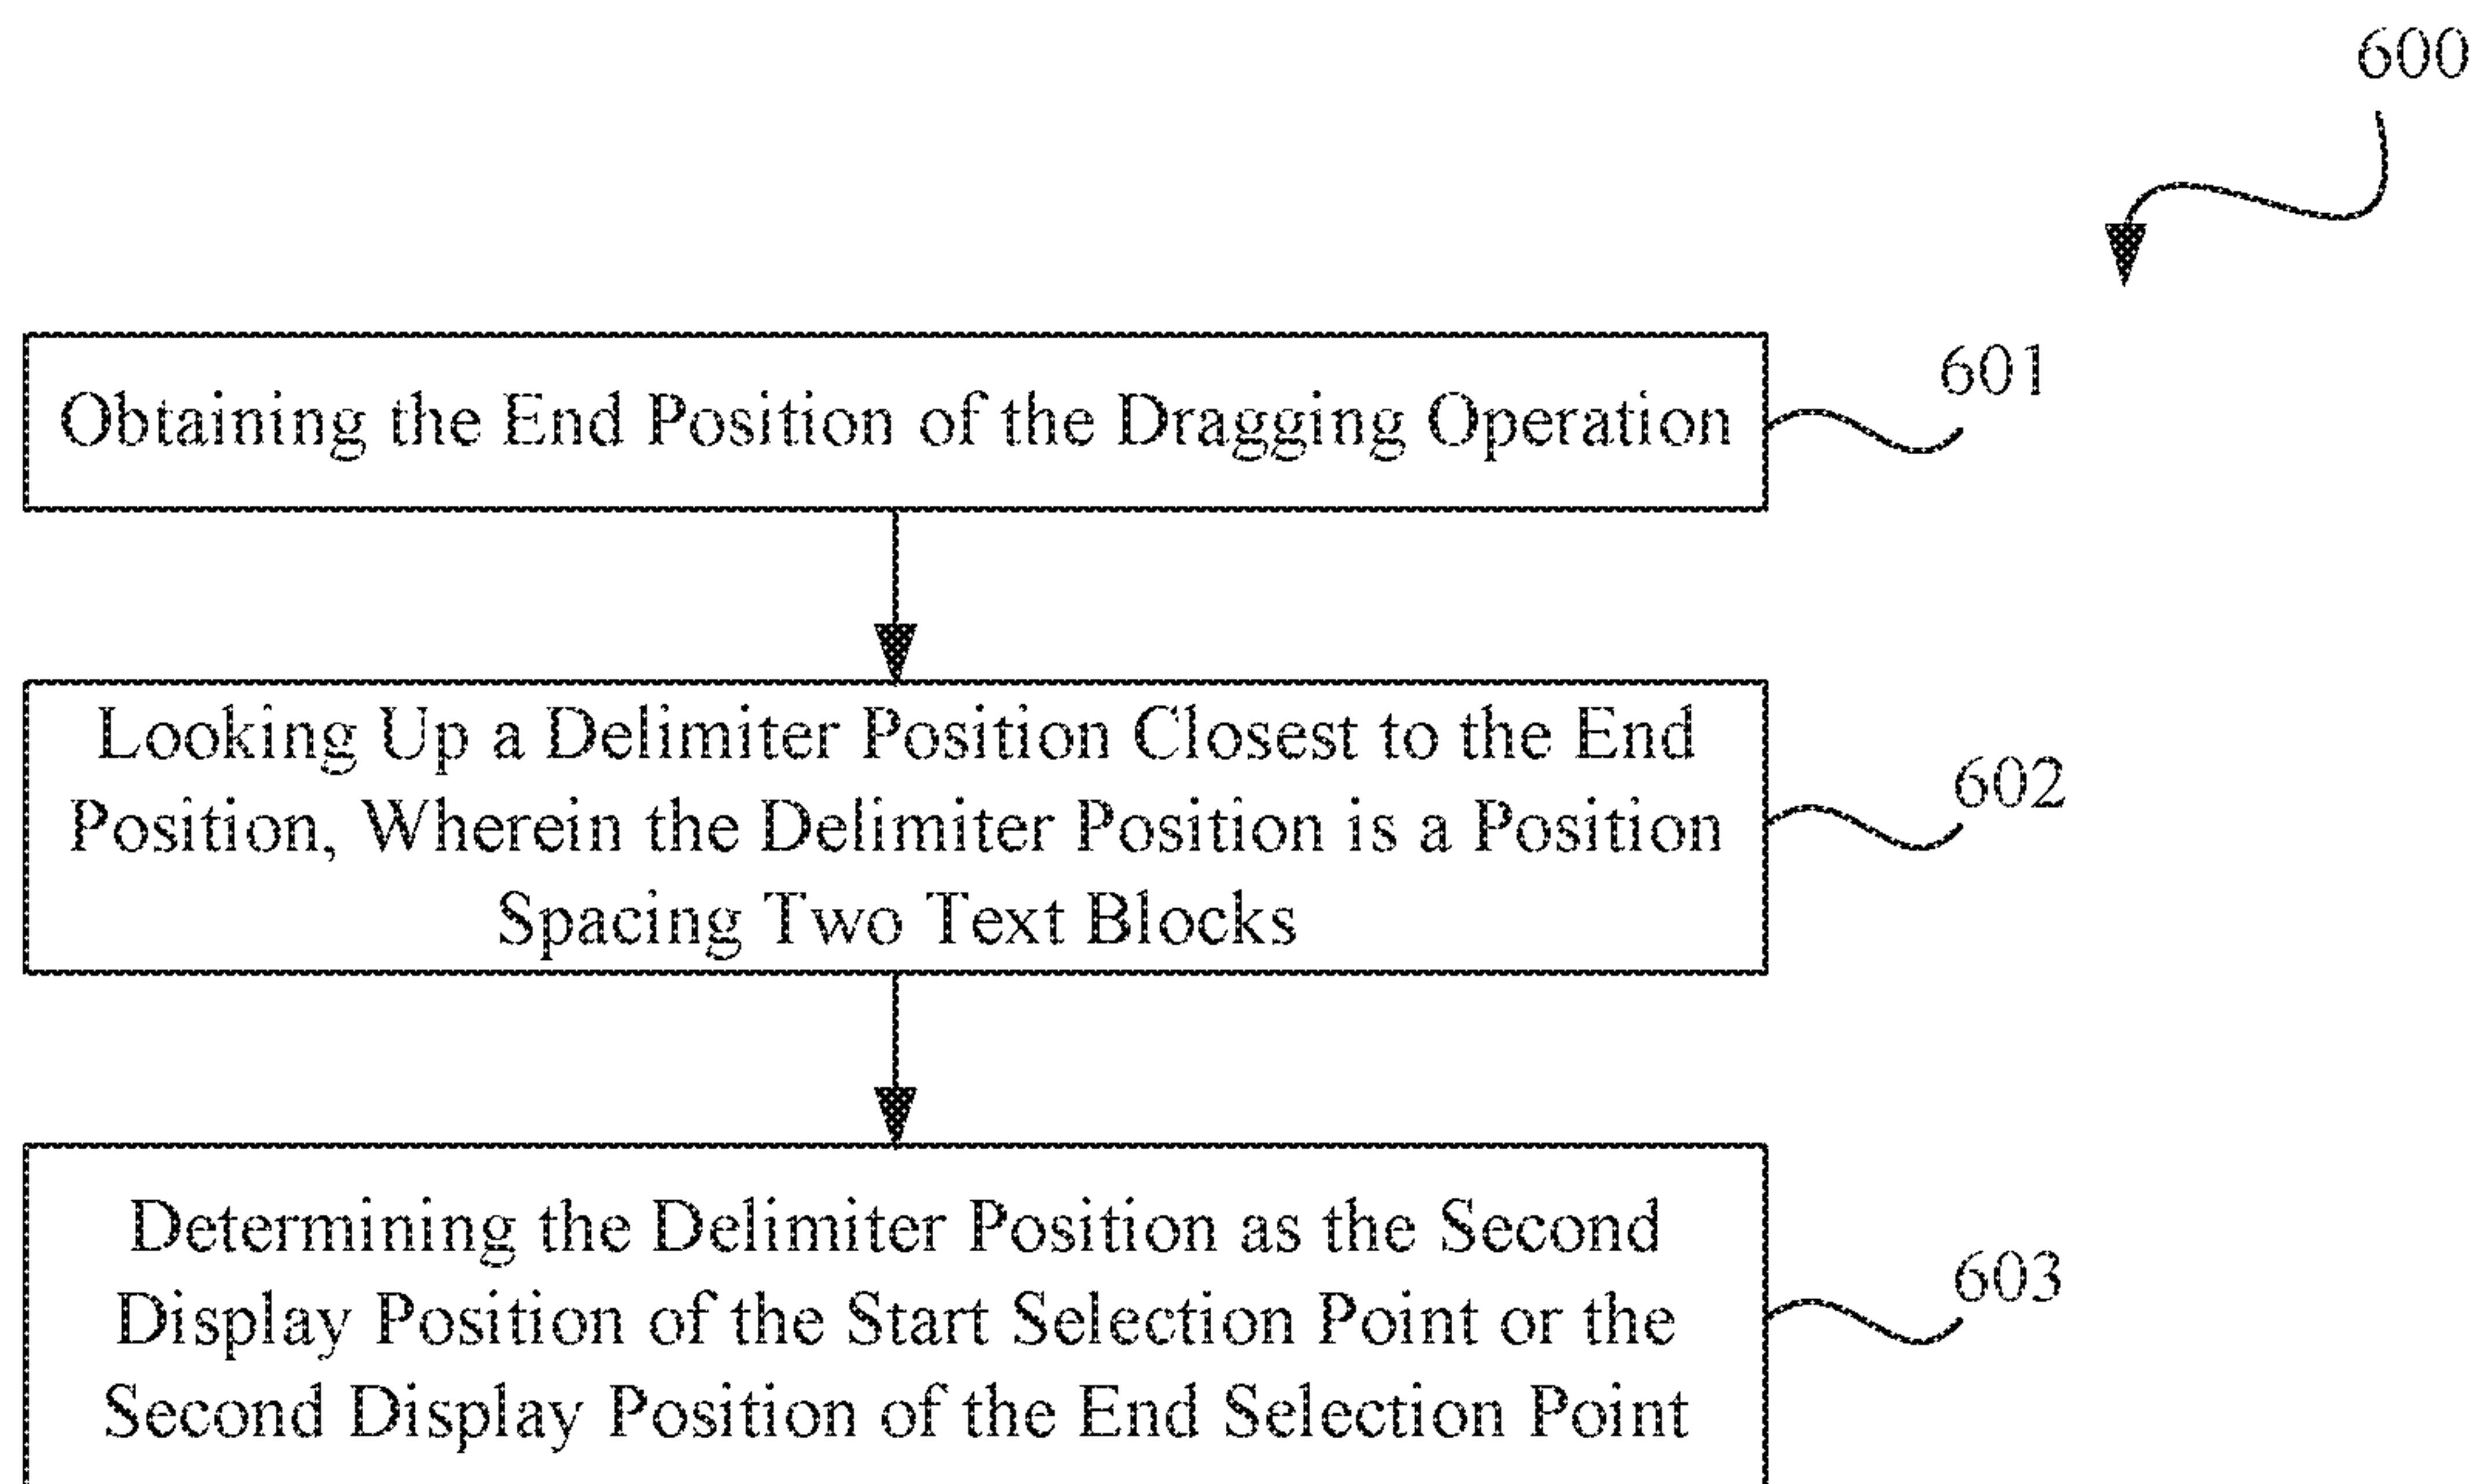 600
Obtaining the End Position of the Dragging Operation
601
Looking Up a Delimiter Position Closest to the End
Position, Wherein the Delimiter Position is a Position
Spacing Two Text Blocks
602
Determining the Delimiter Position as the Second
Display Position of the Start Selection Point or the
Second Display Position of the End Selection Point
603